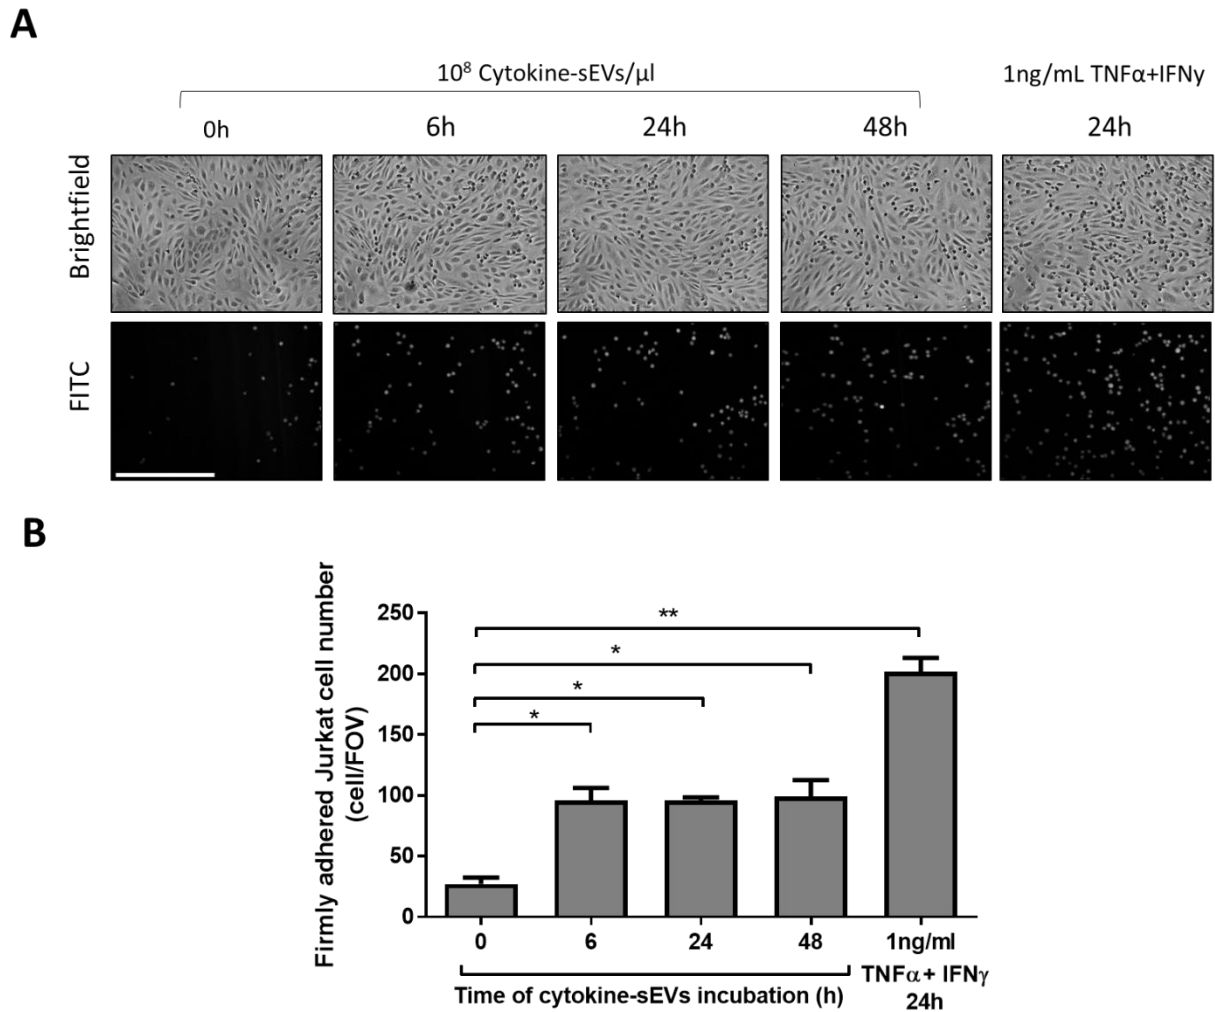 A
10⁸ Cytokine-sEVs/µl
1ng/mL TNFα+IFNγ
0h 6h 24h 48h 24h
Brightfield
FITC
B
Firmly adhered Jurkat cell number
(cell/FOV)
250
200
150
100
50
0
**
*
*
*
0 6 24 48 1ng/ml
TNFα+ IFNγ
24h
Time of cytokine-sEVs incubation (h)